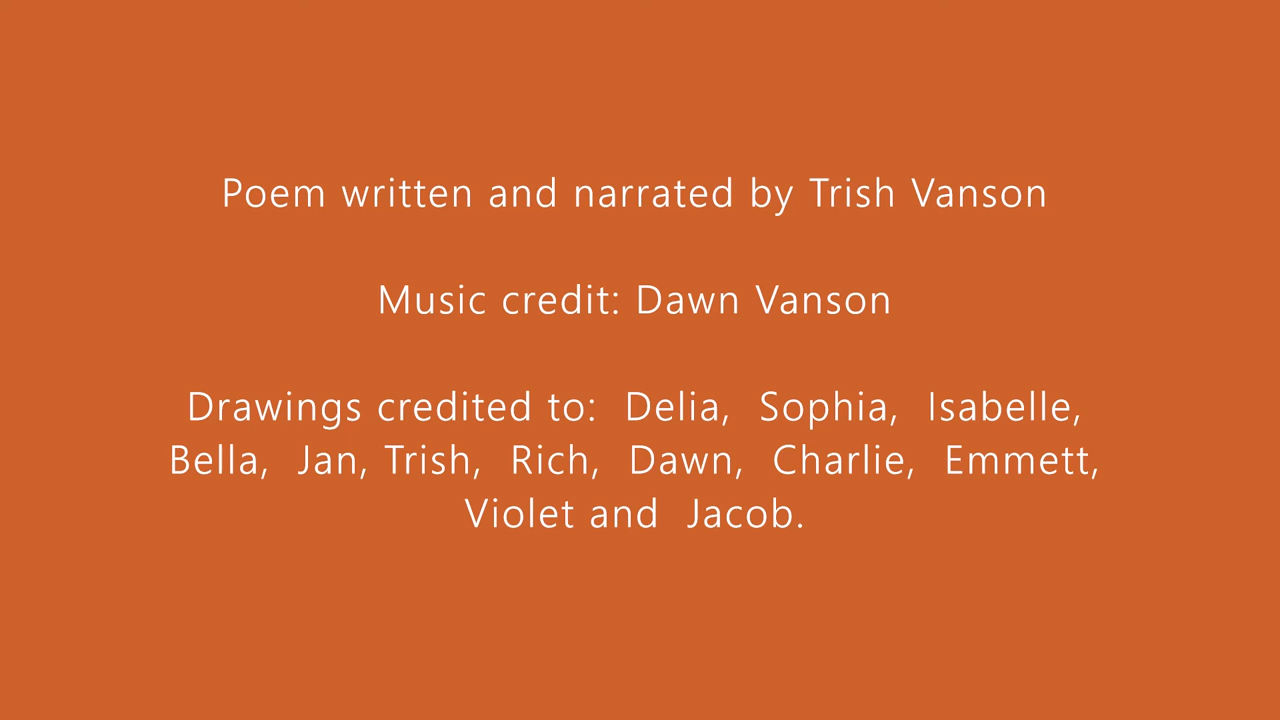 Poem written and narrated by Trish Vanson
Music credit: Dawn Vanson
Drawings credited to:  Delia,  Sophia,  Isabelle,
Bella,  Jan, Trish,  Rich,  Dawn,  Charlie,  Emmett,
Violet and  Jacob.